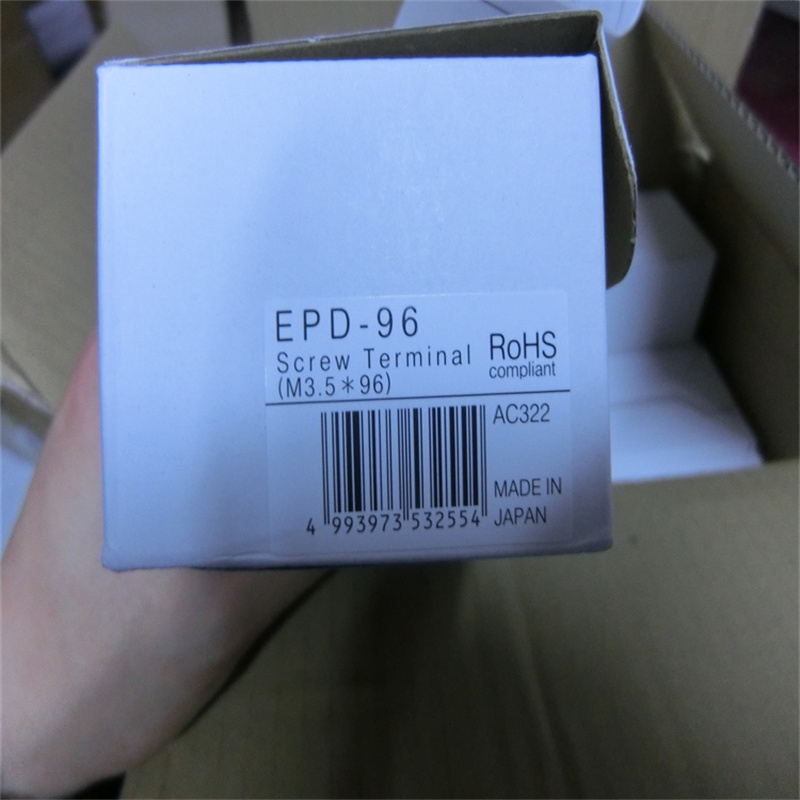 EPD-96
Screw Terminal
(M3.5*96)
RoHS
compliant
AC322
MADE IN
JAPAN
4 993973 532554